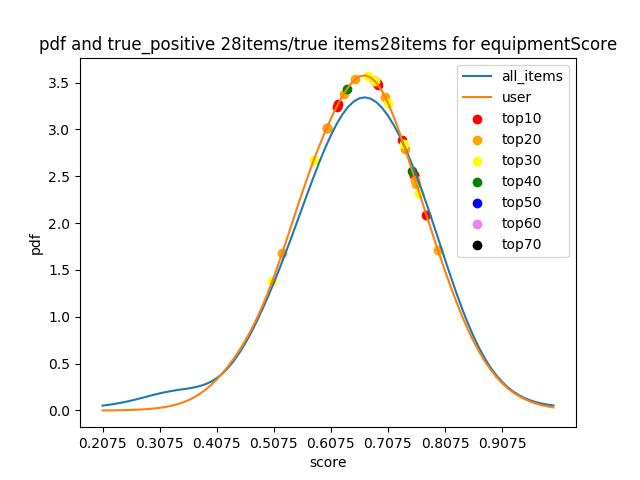 pdf and true_positive 28items/true items28items for equipmentScore
all_items
user
top10
top20
top30
top40
top50
top60
top70
pdf
3.5
3.0
2.5
2.0
1.5
1.0
0.5
0.0
0.2075 0.3075 0.4075 0.5075 0.6075 0.7075 0.8075 0.9075
score